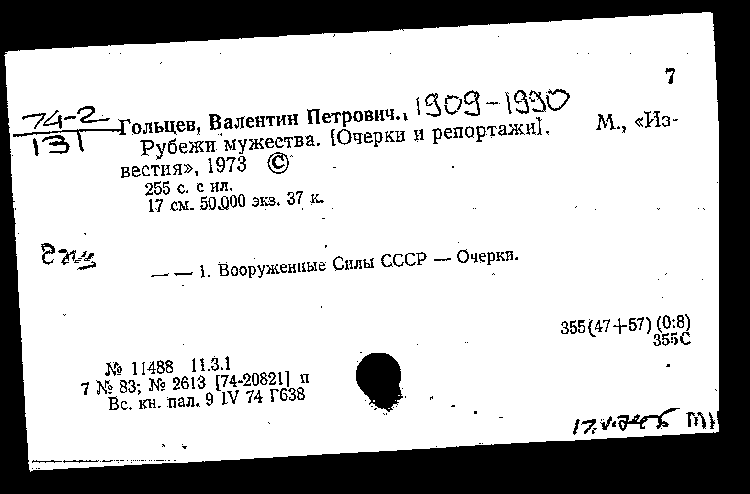 7
74-2
131
Гольцев, Валентин Петрович., 1909-1990
Рубежи мужества. [Очерки и репортажи]. М., «Из-
вестия», 1973 ©
255 с. с ил.
17 см. 50.000 экз. 37 к.
— — 1. Вооруженные Силы СССР — Очерки.
355(47+57)(0:8)
355С
№ 11488 11.3.1
7 № 83; № 2613 [74-20821] п
Вс. кн. пал. 9 IV 74 Г638